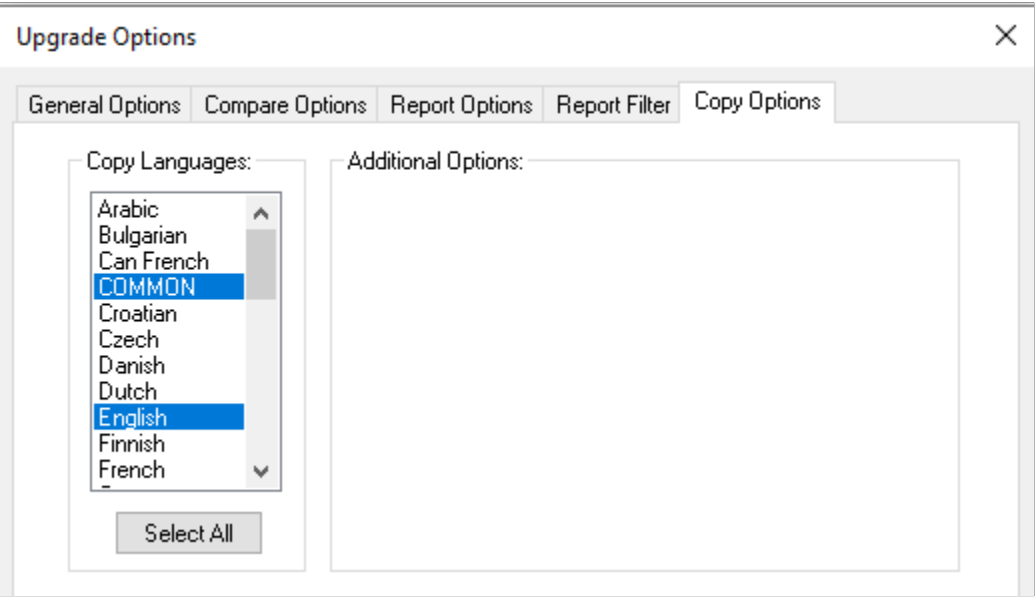 Upgrade Options
General Options Compare Options Report Options Report Filter Copy Options
Copy Languages:
Arabic
Bulgarian
Can French
COMMON
Croatian
Czech
Danish
Dutch
English
Finnish
French
Select All
Additional Options: